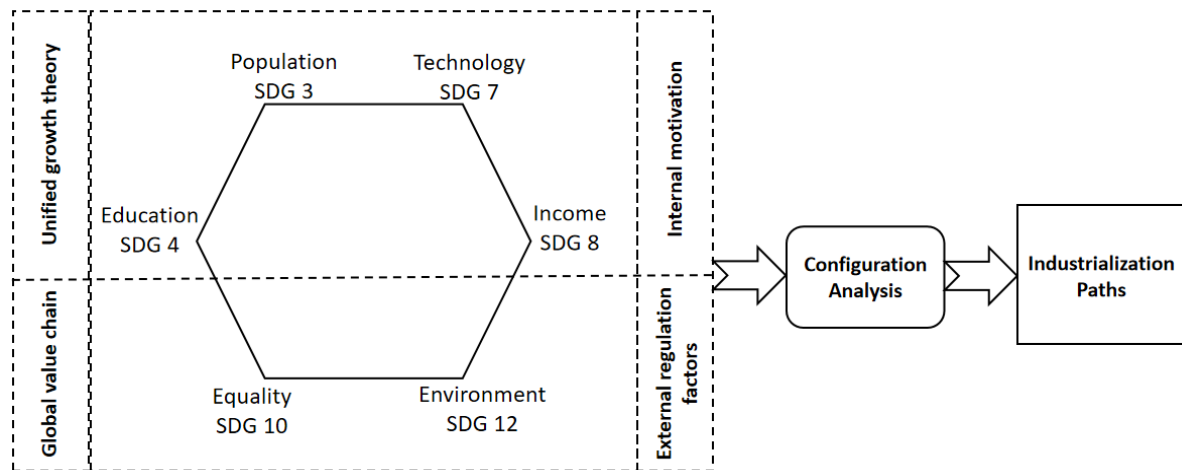 Unified growth theory
Population
SDG 3
Technology
SDG 7
Education
SDG 4
Income
SDG 8
Internal motivation
Global value chain
Equality
SDG 10
Environment
SDG 12
External regulation
factors
Configuration
Analysis
Industrialization
Paths